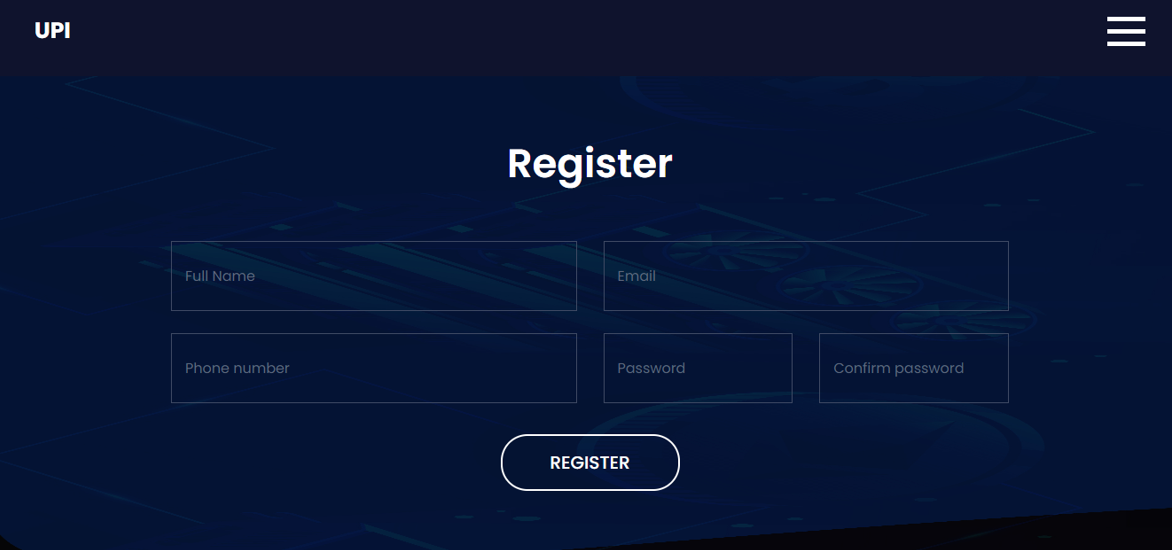 UPI
Register
Full Name
Email
Phone number
Password
Confirm password
REGISTER